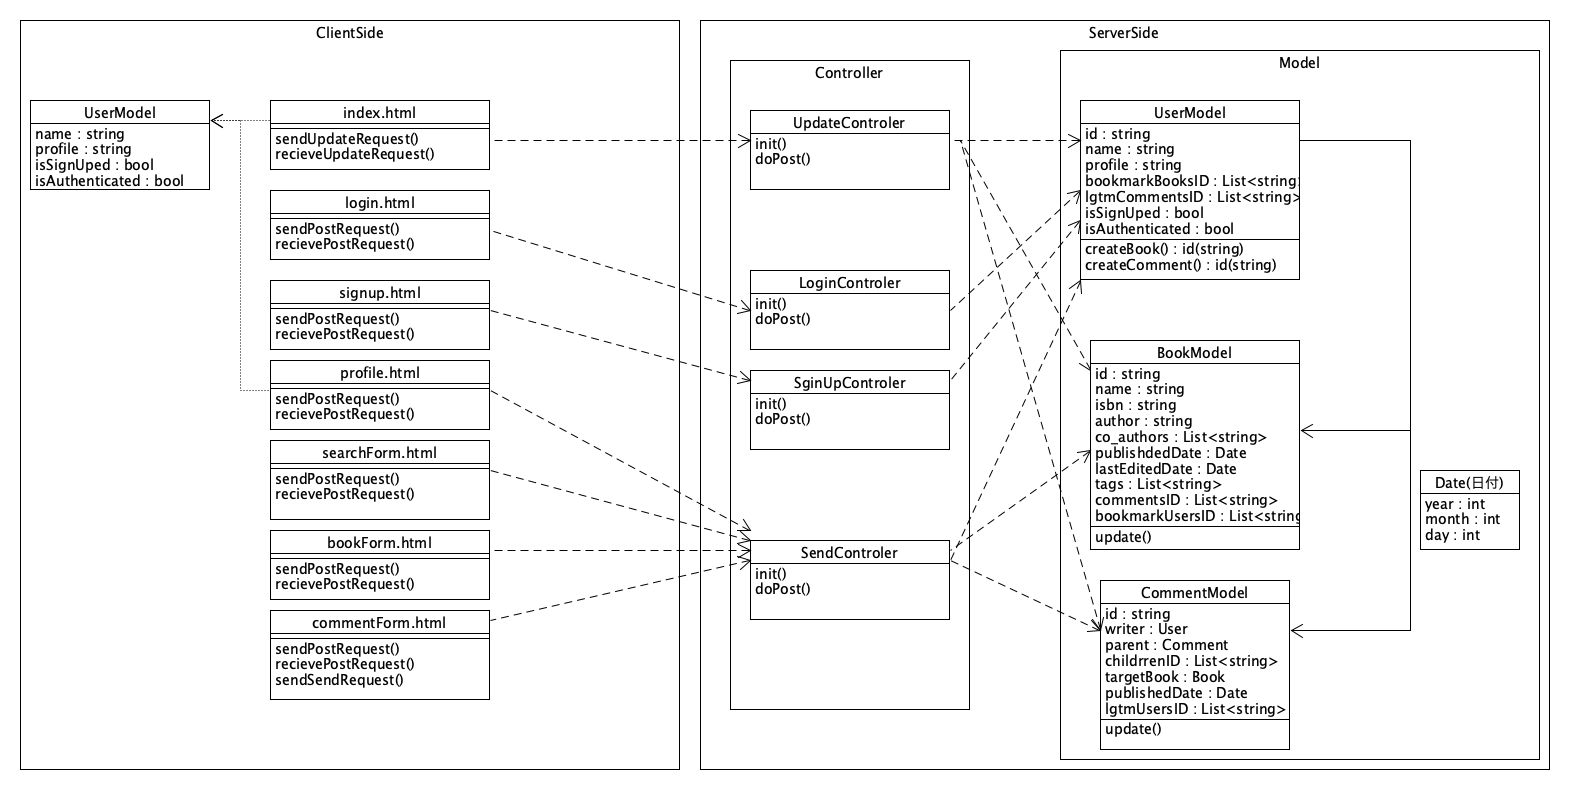 ClientSide
UserModel
name : string
profile : string
isSignUped : bool
isAuthenticated : bool
index.html
sendUpdateRequest()
recieveUpdateRequest()
login.html
sendPostRequest()
recievePostRequest()
signup.html
sendPostRequest()
recievePostRequest()
profile.html
sendPostRequest()
recievePostRequest()
searchForm.html
sendPostRequest()
recievePostRequest()
bookForm.html
sendPostRequest()
recievePostRequest()
commentForm.html
sendPostRequest()
recievePostRequest()
sendSendRequest()
ServerSide
Controller
UpdateControler
init()
doPost()
LoginControler
init()
doPost()
SginUpControler
init()
doPost()
SendControler
init()
doPost()
Model
UserModel
id : string
name : string
profile : string
bookmarkBooksID : List<string
lgtmCommentsID : List<string>
isSignUped : bool
isAuthenticated : bool
createBook() : id(string)
createComment() : id(string)
BookModel
id : string
name : string
isbn : string
author : string
co_authors : List<string>
publishdedDate : Date
lastEditedDate : Date
tags : List<string>
commentsID : List<string>
bookmarkUsersID : List<string
update()
CommentModel
id : string
writer : User
parent : Comment
childrrenID : List<string>
targetBook : Book
publishedDate : Date
lgtmUsersID : List<string>
update()
Date(日付)
year : int
month : int
day : int